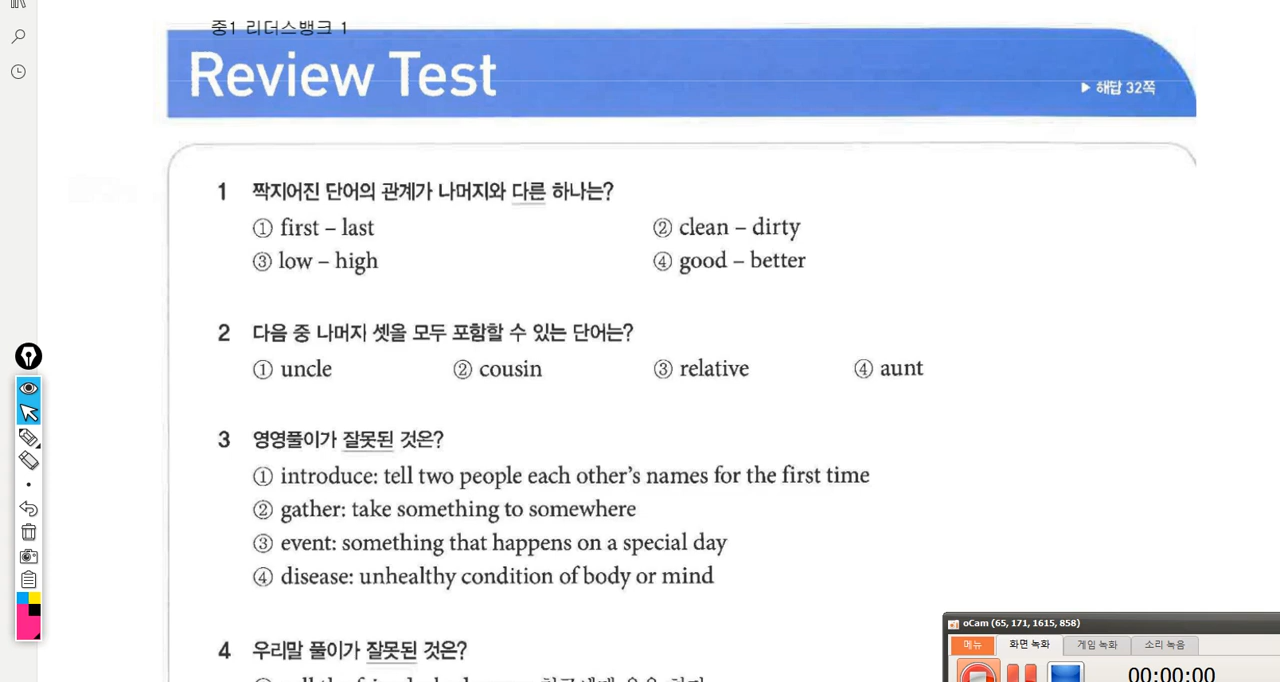 중1 리더스뱅크 1
Review Test
▶ 해답 32쪽
1 짝지어진 단어의 관계가 나머지와 다른 하나는?
① first – last ② clean – dirty
③ low – high ④ good – better
2 다음 중 나머지 셋을 모두 포함할 수 있는 단어는?
① uncle ② cousin ③ relative ④ aunt
3 영영풀이가 잘못된 것은?
① introduce: tell two people each other's names for the first time
② gather: take something to somewhere
③ event: something that happens on a special day
④ disease: unhealthy condition of body or mind
4 우리말 풀이가 잘못된 것은?
oCam (65, 171, 1615, 858)
메뉴 화면 녹화 게임 녹화 소리 녹음
00:00:00